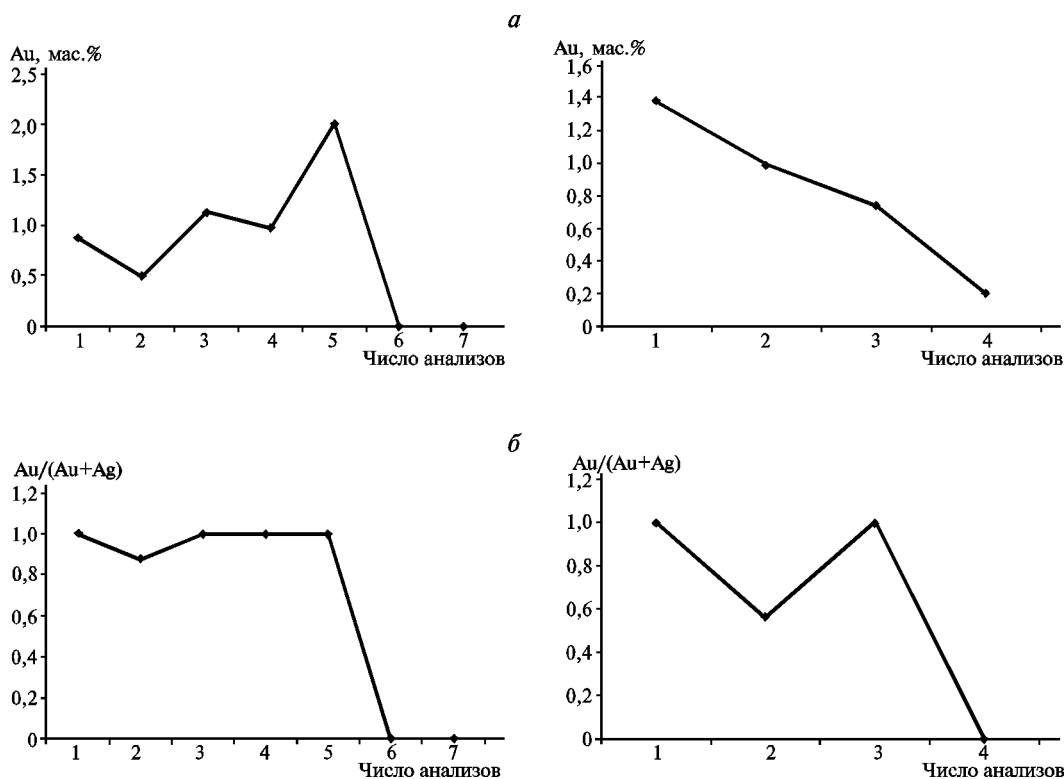 а
Au, мас.%
2,5
2,0
1,5
1,0
0,5
0
1 2 3 4 5 6 7
Число анализов
Au, мас.%
1,6
1,4
1,2
1,0
0,8
0,6
0,4
0,2
0
1 2 3 4
Число анализов
б
Au/(Au+Ag)
1,2
1,0
0,8
0,6
0,4
0,2
0
1 2 3 4 5 6 7
Число анализов
Au/(Au+Ag)
1,2
1,0
0,8
0,6
0,4
0,2
0
1 2 3 4
Число анализов